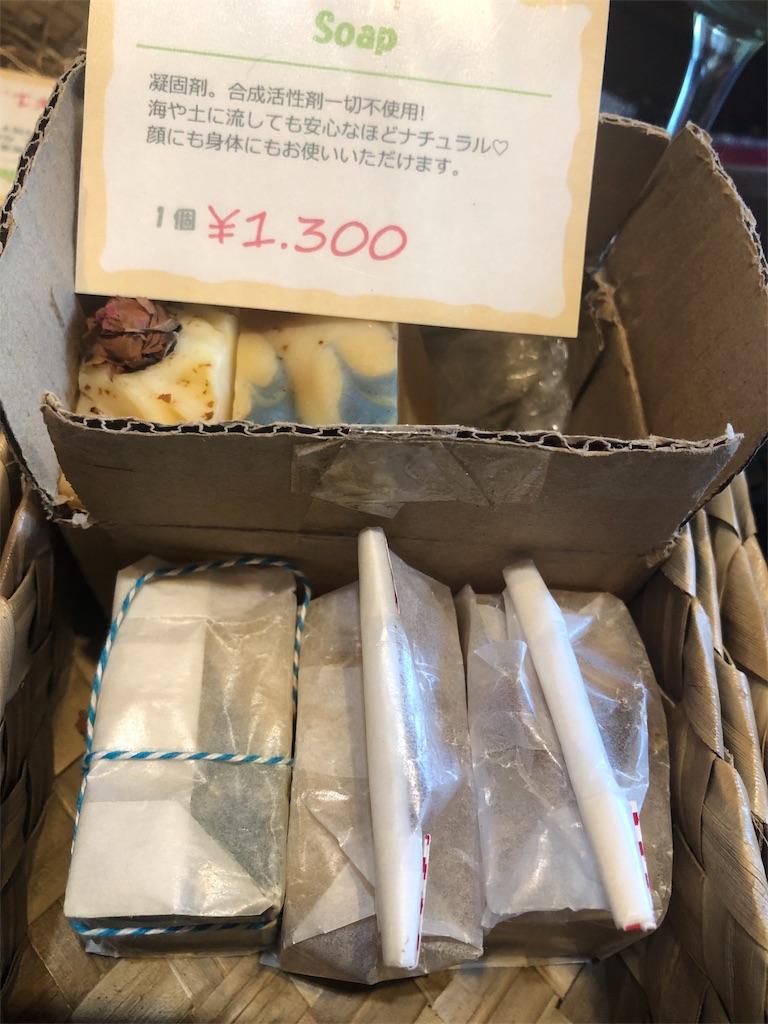 Soap
凝固剤。合成活性剤一切不使用!
海や土に流しても安心なほどナチュラル♡
顔にも身体にもお使いいただけます。
1個 ¥1.300